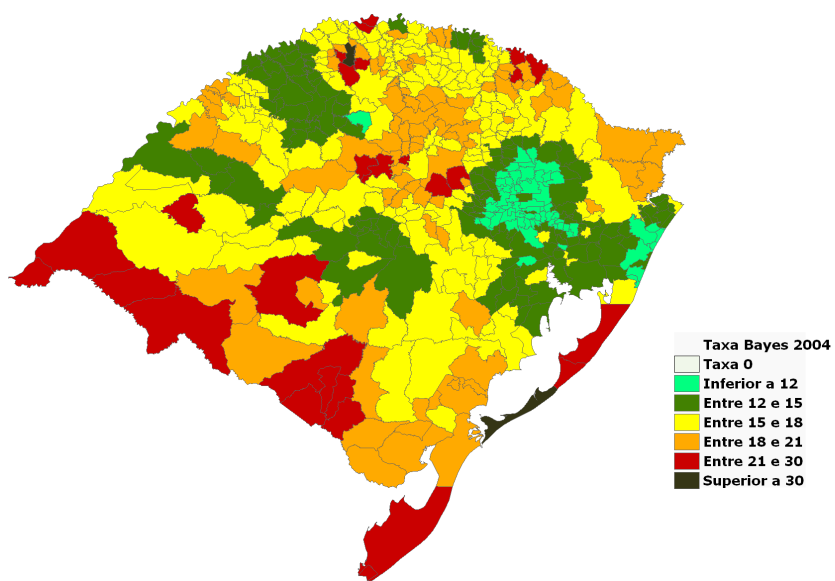 Taxa Bayes 2004
Taxa 0
Inferior a 12
Entre 12 e 15
Entre 15 e 18
Entre 18 e 21
Entre 21 e 30
Superior a 30